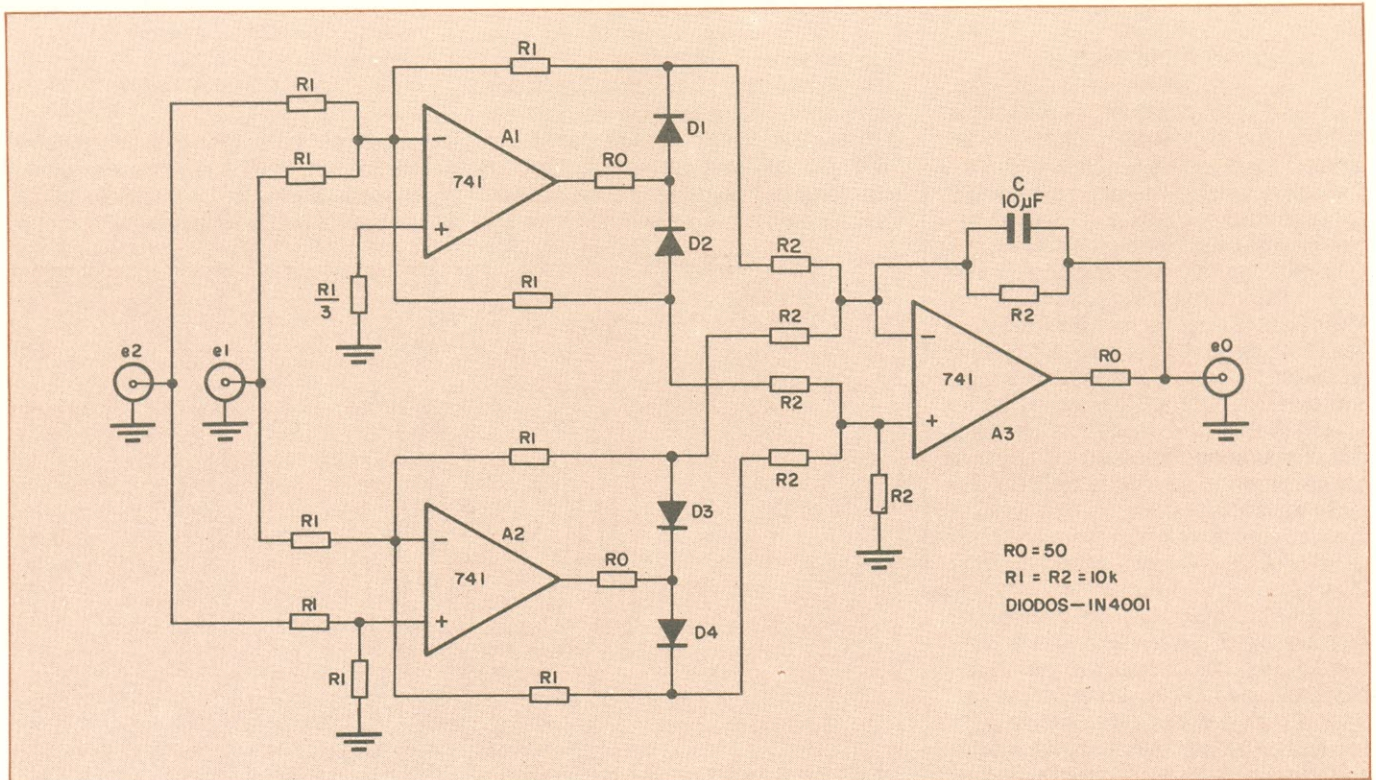 R1
R1
R1
A1
741
R0
D1
D2
R1
3
R1
−
+
e2
e1
C
10µF
R2
R2
R2
R2
R2
R2
−
+
741
A3
R0
e0
R1
R1
A2
741
R0
D3
D4
R1
R1
R1
−
+
R0 = 50
R1 = R2 = 10k
DIODOS — IN4001